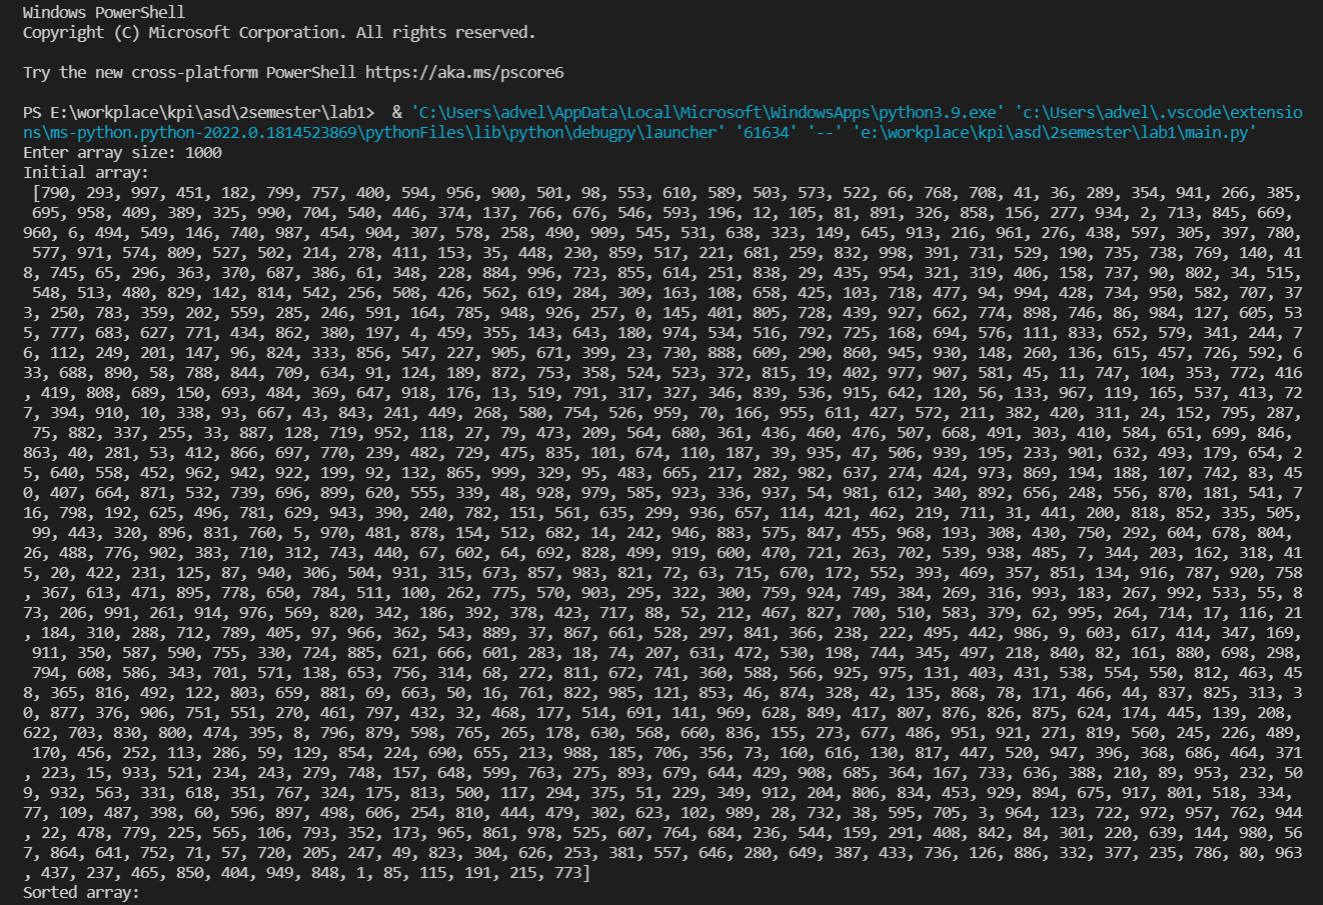 Windows PowerShell
Copyright (C) Microsoft Corporation. All rights reserved.
Try the new cross-platform PowerShell https://aka.ms/pscore6
PS E:\workplace\kpi\asd\2semester\lab1>  & 'C:\Users\advel\AppData\Local\Microsoft\WindowsApps\python3.9.exe' 'c:\Users\advel\.vscode\extensio
ns\ms-python.python-2022.0.1814523869\pythonFiles\lib\python\debugpy\launcher' '61634' '--' 'e:\workplace\kpi\asd\2semester\lab1\main.py'
Enter array size: 1000
Initial array:
[790, 293, 997, 451, 182, 799, 757, 400, 594, 956, 900, 501, 98, 553, 610, 589, 503, 573, 522, 66, 768, 708, 41, 36, 289, 354, 941, 266, 385,
695, 958, 409, 389, 325, 990, 704, 540, 446, 374, 137, 766, 676, 546, 593, 196, 12, 105, 81, 891, 326, 858, 156, 277, 934, 2, 713, 845, 669,
960, 6, 494, 549, 146, 740, 987, 454, 904, 307, 578, 258, 490, 909, 545, 531, 638, 323, 149, 645, 913, 216, 961, 276, 438, 597, 305, 397, 780,
577, 971, 574, 809, 527, 502, 214, 278, 411, 153, 35, 448, 230, 859, 517, 221, 681, 259, 832, 998, 391, 731, 529, 190, 735, 738, 769, 140, 41
8, 745, 65, 296, 363, 370, 687, 386, 61, 348, 228, 884, 996, 723, 855, 614, 251, 838, 29, 435, 954, 321, 319, 406, 158, 737, 90, 802, 34, 515,
548, 513, 480, 829, 142, 814, 542, 256, 508, 426, 562, 619, 284, 309, 163, 108, 658, 425, 103, 718, 477, 94, 994, 428, 734, 950, 582, 707, 37
3, 250, 783, 359, 202, 559, 285, 246, 591, 164, 785, 948, 926, 257, 0, 145, 401, 805, 728, 439, 927, 662, 774, 898, 746, 86, 984, 127, 605, 53
5, 777, 683, 627, 771, 434, 862, 380, 197, 4, 459, 355, 143, 643, 180, 974, 534, 516, 792, 725, 168, 694, 576, 111, 833, 652, 579, 341, 244, 7
6, 112, 249, 201, 147, 96, 824, 333, 856, 547, 227, 905, 671, 399, 23, 730, 888, 609, 290, 860, 945, 930, 148, 260, 136, 615, 457, 726, 592, 6
33, 688, 890, 58, 788, 844, 709, 634, 91, 124, 189, 872, 753, 358, 524, 523, 372, 815, 19, 402, 977, 907, 581, 45, 11, 747, 104, 353, 772, 416
, 419, 808, 689, 150, 693, 484, 369, 647, 918, 176, 13, 519, 791, 317, 327, 346, 839, 536, 915, 642, 120, 56, 133, 967, 119, 165, 537, 413, 72
7, 394, 910, 10, 338, 93, 667, 43, 843, 241, 449, 268, 580, 754, 526, 959, 70, 166, 955, 611, 427, 572, 211, 382, 420, 311, 24, 152, 795, 287,
75, 882, 337, 255, 33, 887, 128, 719, 952, 118, 27, 79, 473, 209, 564, 680, 361, 436, 460, 476, 507, 668, 491, 303, 410, 584, 651, 699, 846,
863, 40, 281, 53, 412, 866, 697, 770, 239, 482, 729, 475, 835, 101, 674, 110, 187, 39, 935, 47, 506, 939, 195, 233, 901, 632, 493, 179, 654, 2
5, 640, 558, 452, 962, 942, 922, 199, 92, 132, 865, 999, 329, 95, 483, 665, 217, 282, 982, 637, 274, 424, 973, 869, 194, 188, 107, 742, 83, 45
0, 407, 664, 871, 532, 739, 696, 899, 620, 555, 339, 48, 928, 979, 585, 923, 336, 937, 54, 981, 612, 340, 892, 656, 248, 556, 870, 181, 541, 7
16, 798, 192, 625, 496, 781, 629, 943, 390, 240, 782, 151, 561, 635, 299, 936, 657, 114, 421, 462, 219, 711, 31, 441, 200, 818, 852, 335, 505,
99, 443, 320, 896, 831, 760, 5, 970, 481, 878, 154, 512, 682, 14, 242, 946, 883, 575, 847, 455, 968, 193, 308, 430, 750, 292, 604, 678, 804,
26, 488, 776, 902, 383, 710, 312, 743, 440, 67, 602, 64, 692, 828, 499, 919, 600, 470, 721, 263, 702, 539, 938, 485, 7, 344, 203, 162, 318, 41
5, 20, 422, 231, 125, 87, 940, 306, 504, 931, 315, 673, 857, 983, 821, 72, 63, 715, 670, 172, 552, 393, 469, 357, 851, 134, 916, 787, 920, 758
, 367, 613, 471, 895, 778, 650, 784, 511, 100, 262, 775, 570, 903, 295, 322, 300, 759, 924, 749, 384, 269, 316, 993, 183, 267, 992, 533, 55, 8
73, 206, 991, 261, 914, 976, 569, 820, 342, 186, 392, 378, 423, 717, 88, 52, 212, 467, 827, 700, 510, 583, 379, 62, 995, 264, 714, 17, 116, 21
, 184, 310, 288, 712, 789, 405, 97, 966, 362, 543, 889, 37, 867, 661, 528, 297, 841, 366, 238, 222, 495, 442, 986, 9, 603, 617, 414, 347, 169,
911, 350, 587, 590, 755, 330, 724, 885, 621, 666, 601, 283, 18, 74, 207, 631, 472, 530, 198, 744, 345, 497, 218, 840, 82, 161, 880, 698, 298,
794, 608, 586, 343, 701, 571, 138, 653, 756, 314, 68, 272, 811, 672, 741, 360, 588, 566, 925, 975, 131, 403, 431, 538, 554, 550, 812, 463, 45
8, 365, 816, 492, 122, 803, 659, 881, 69, 663, 50, 16, 761, 822, 985, 121, 853, 46, 874, 328, 42, 135, 868, 78, 171, 466, 44, 837, 825, 313, 3
0, 877, 376, 906, 751, 551, 270, 461, 797, 432, 32, 468, 177, 514, 691, 141, 969, 628, 849, 417, 807, 876, 826, 875, 624, 174, 445, 139, 208,
622, 703, 830, 800, 474, 395, 8, 796, 879, 598, 765, 265, 178, 630, 568, 660, 836, 155, 273, 677, 486, 951, 921, 271, 819, 560, 245, 226, 489,
170, 456, 252, 113, 286, 59, 129, 854, 224, 690, 655, 213, 988, 185, 706, 356, 73, 160, 616, 130, 817, 447, 520, 947, 396, 368, 686, 464, 371
, 223, 15, 933, 521, 234, 243, 279, 748, 157, 648, 599, 763, 275, 893, 679, 644, 429, 908, 685, 364, 167, 733, 636, 388, 210, 89, 953, 232, 50
9, 932, 563, 331, 618, 351, 767, 324, 175, 813, 500, 117, 294, 375, 51, 229, 349, 912, 204, 806, 834, 453, 929, 894, 675, 917, 801, 518, 334,
77, 109, 487, 398, 60, 596, 897, 498, 606, 254, 810, 444, 479, 302, 623, 102, 989, 28, 732, 38, 595, 705, 3, 964, 123, 722, 972, 957, 762, 944
, 22, 478, 779, 225, 565, 106, 793, 352, 173, 965, 861, 978, 525, 607, 764, 684, 236, 544, 159, 291, 408, 842, 84, 301, 220, 639, 144, 980, 56
7, 864, 641, 752, 71, 57, 720, 205, 247, 49, 823, 304, 626, 253, 381, 557, 646, 280, 649, 387, 433, 736, 126, 886, 332, 377, 235, 786, 80, 963
, 437, 237, 465, 850, 404, 949, 848, 1, 85, 115, 191, 215, 773]
Sorted array: